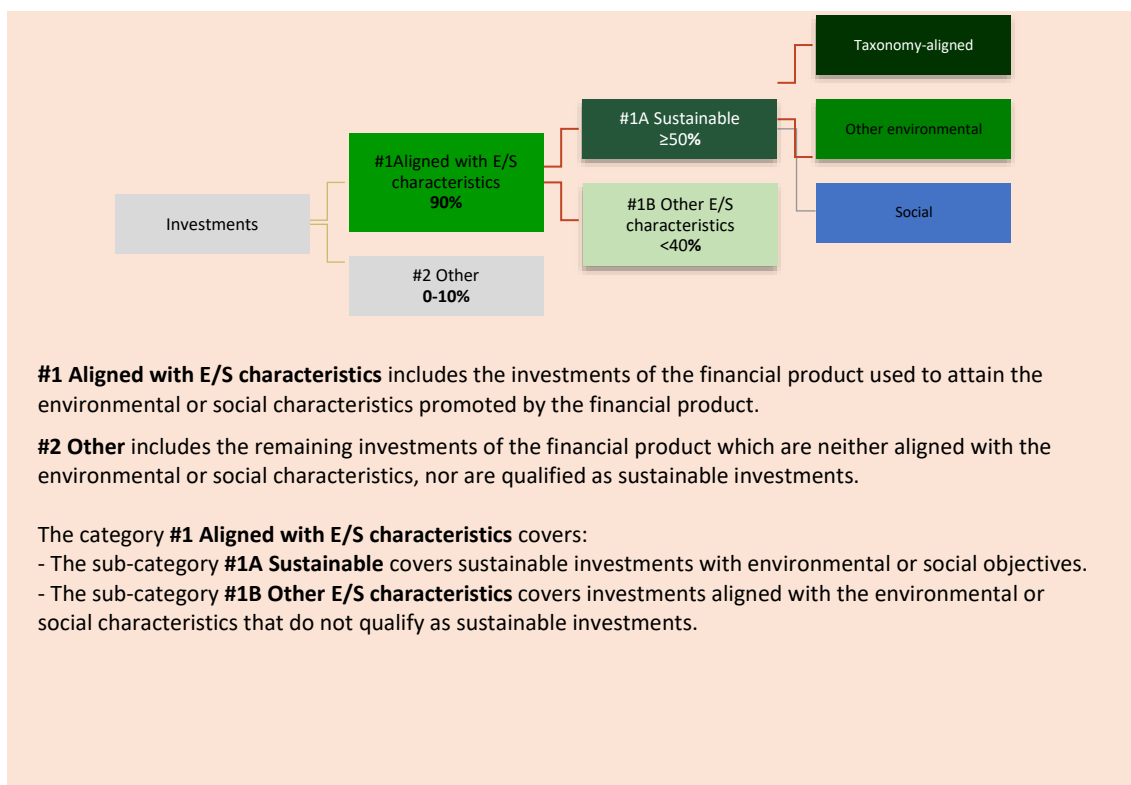 Taxonomy-aligned
#1A Sustainable
≥50%
Other environmental
#1Aligned with E/S
characteristics
90%
#1B Other E/S
characteristics
<40%
Social
Investments
#2 Other
0-10%
#1 Aligned with E/S characteristics includes the investments of the financial product used to attain the
environmental or social characteristics promoted by the financial product.
#2 Other includes the remaining investments of the financial product which are neither aligned with the
environmental or social characteristics, nor are qualified as sustainable investments.
The category #1 Aligned with E/S characteristics covers:
- The sub-category #1A Sustainable covers sustainable investments with environmental or social objectives.
- The sub-category #1B Other E/S characteristics covers investments aligned with the environmental or
social characteristics that do not qualify as sustainable investments.